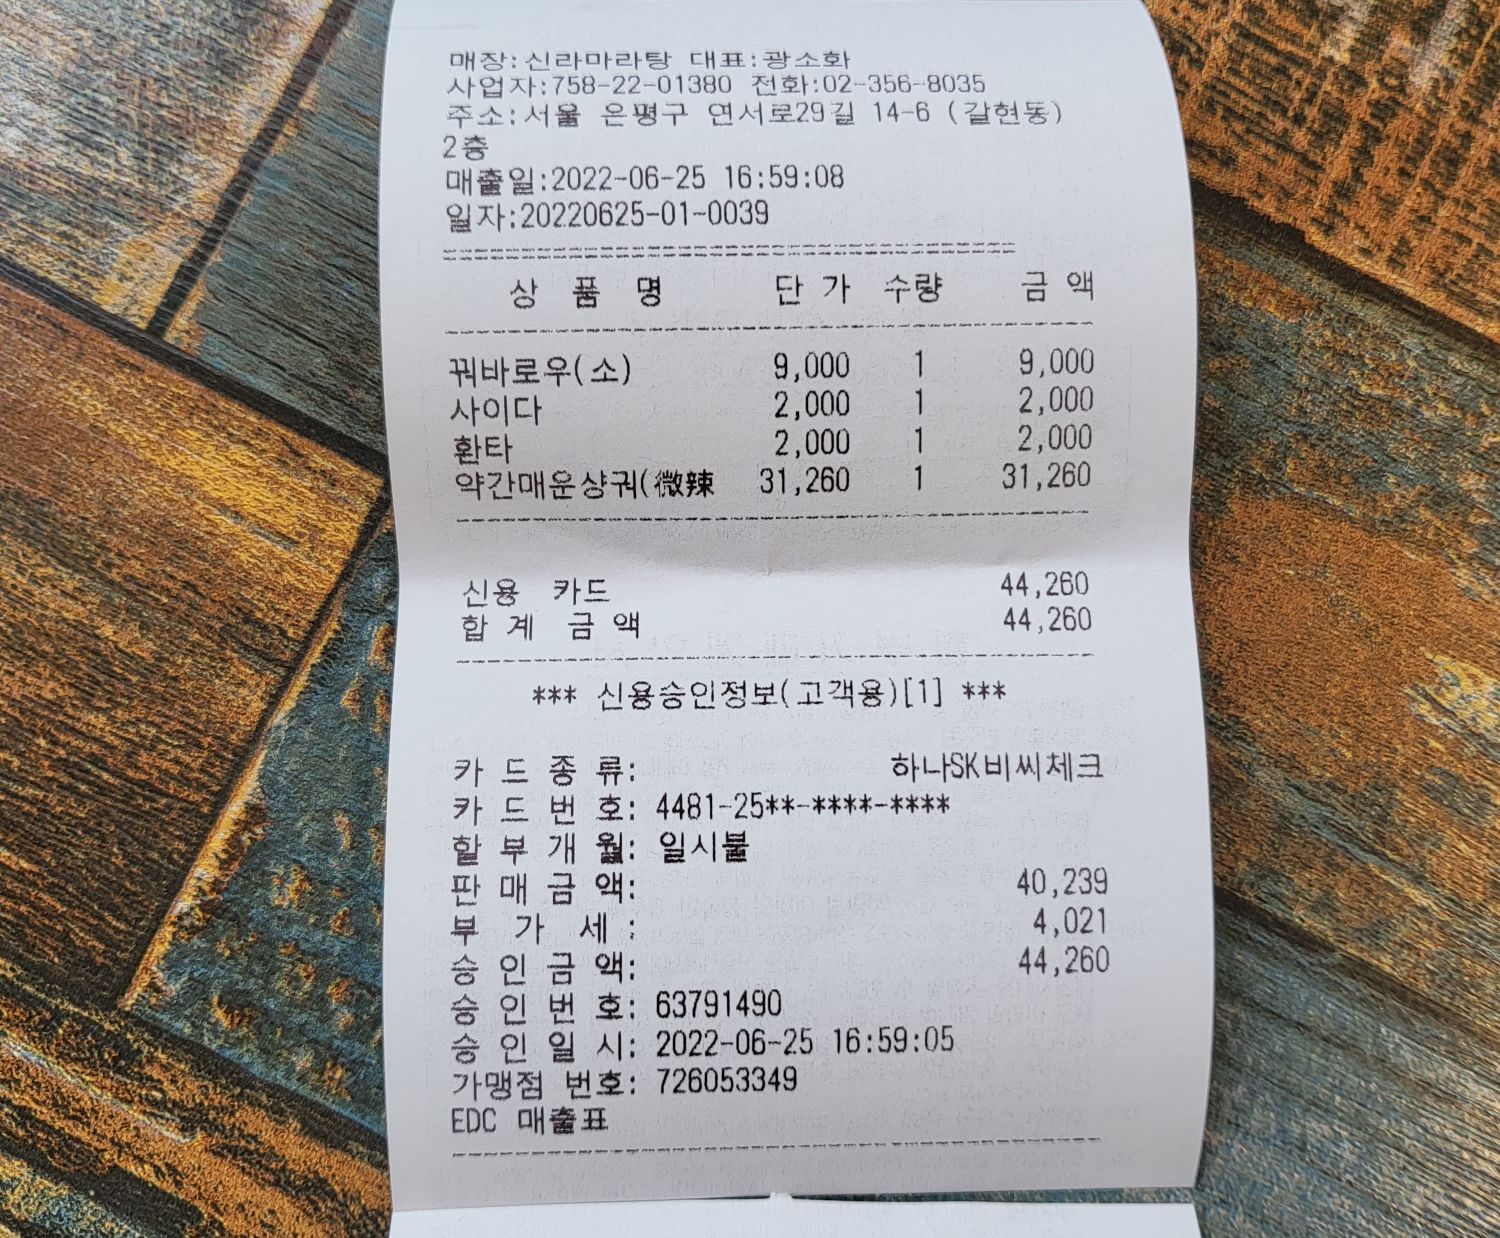 매장:신라마라탕 대표:광소화
사업자:758-22-01380 전화:02-356-8035
주소:서울 은평구 연서로29길 14-6 (갈현동)
2층
매출일:2022-06-25 16:59:08
일자:20220625-01-0039
상 품 명 단 가 수량 금 액
꿔바로우(소) 9,000 1 9,000
사이다 2,000 1 2,000
환타 2,000 1 2,000
약간매운샹궈(微辣 31,260 1 31,260
신용 카드 44,260
합 계 금 액 44,260
*** 신용승인정보(고객용)[1] ***
카 드 종 류: 하나SK비씨체크
카 드 번 호: 4481-25**-****-****
할 부 개 월: 일시불
판 매 금 액: 40,239
부 가 세 : 4,021
승 인 금 액: 44,260
승 인 번 호: 63791490
승 인 일 시: 2022-06-25 16:59:05
가맹점 번호: 726053349
EDC 매출표